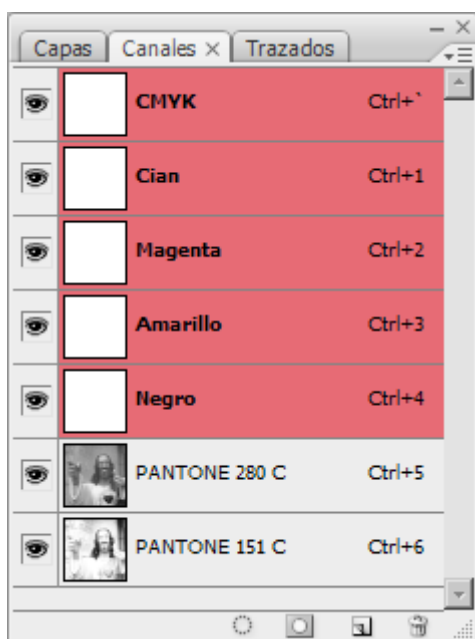 Capas Canales × Trazados
CMYK Ctrl+`
Cian Ctrl+1
Magenta Ctrl+2
Amarillo Ctrl+3
Negro Ctrl+4
PANTONE 280 C Ctrl+5
PANTONE 151 C Ctrl+6